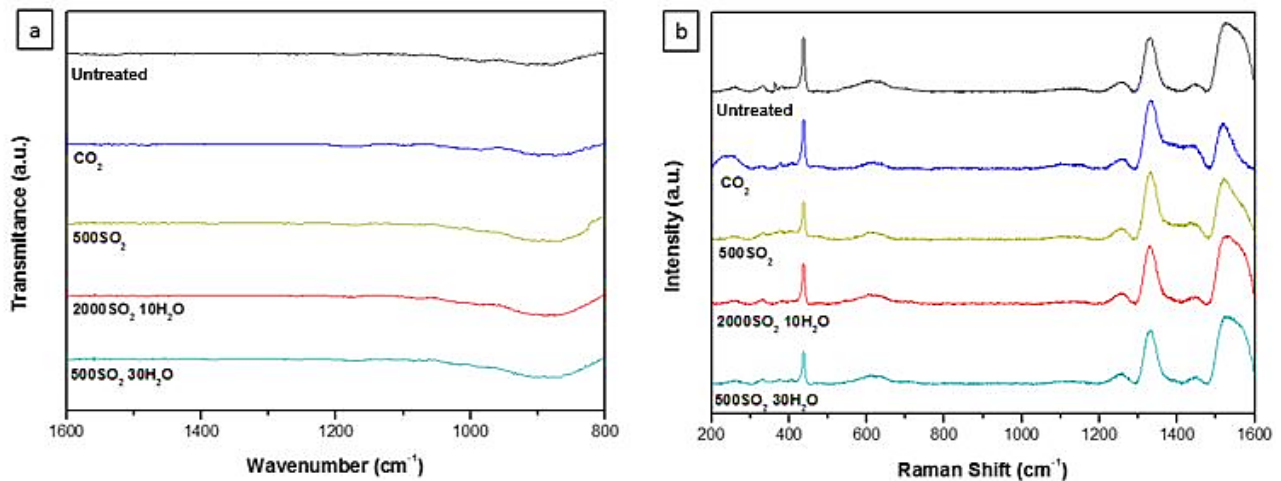 a
Untreated
CO₂
500SO₂
2000SO₂ 10H₂O
500SO₂ 30H₂O
1600 1400 1200 1000 800
Wavenumber (cm⁻¹)
Transmitance (a.u.)
b
Untreated
CO₂
500SO₂
2000SO₂ 10H₂O
500SO₂ 30H₂O
200 400 600 800 1000 1200 1400 1600
Raman Shift (cm⁻¹)
Intensity (a.u.)